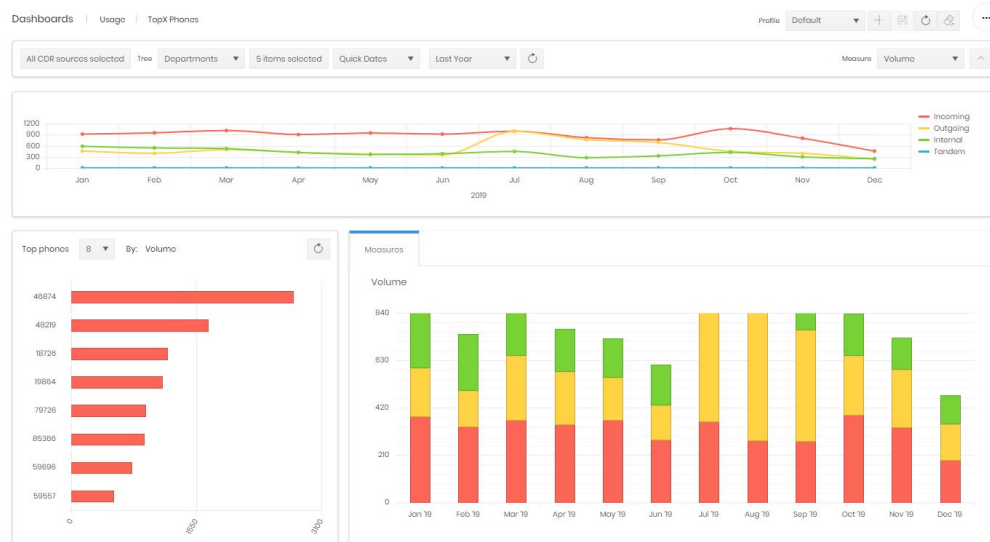 Dashboards | Usage | TopX Phones
Profile Default
All CDR sources selected Tree Departments 5 items selected Quick Dates Last Year
Measure Volume
1200
900
600
300
0
Jan Feb Mar Apr May Jun Jul Aug Sep Oct Nov Dec
2019
Incoming
Outgoing
Internal
Tandem
Top phones 8 By: Volume
46874
48219
18726
19864
79726
85366
59696
59557
0 1550 3100
Measures
Volume
840
630
420
210
0
Jan '19 Feb '19 Mar '19 Apr '19 May '19 Jun '19 Jul '19 Aug '19 Sep '19 Oct '19 Nov '19 Dec '19